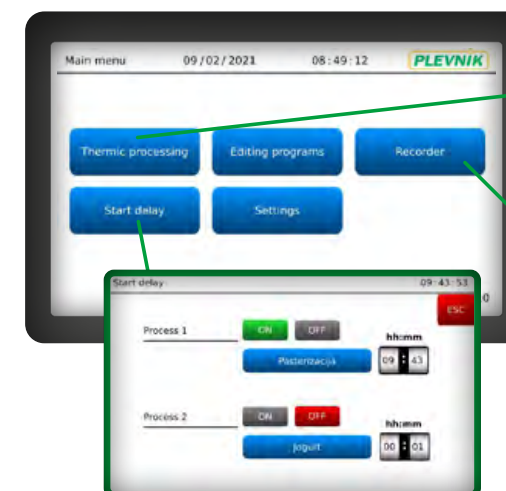 Main menu 09/02/2021 08:49:12 PLEVNIK
Thermic processing Editing programs Recorder
Start delay Settings
0
Start delay 09:43:53
ESC
Process 1 ON OFF hh:mm
Pasterizacija 09:43
Process 2 ON OFF hh:mm
Jogurt 00:01